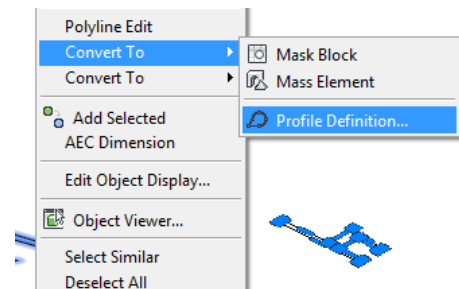 Polyline Edit
Convert To
Convert To
Add Selected
AEC Dimension
Edit Object Display...
Object Viewer...
Select Similar
Deselect All
Mask Block
Mass Element
Profile Definition...